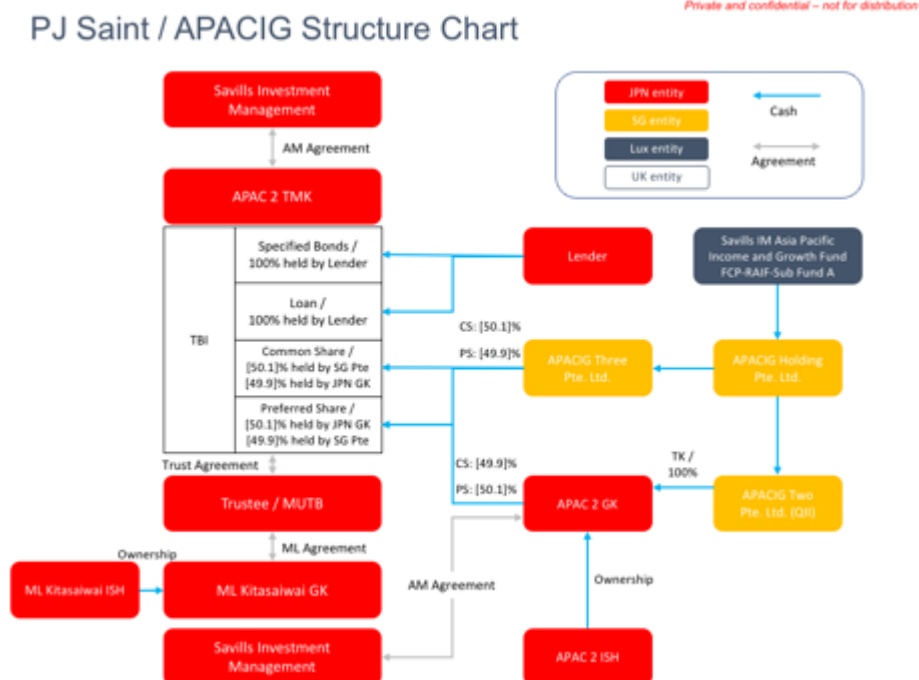 Private and confidential – not for distribution
PJ Saint / APACIG Structure Chart
Savills Investment
Management
AM Agreement
APAC 2 TMK
JPN entity
SG entity
Lux entity
UK entity
Cash
Agreement
TBI
Specified Bonds /
100% held by Lender
Loan /
100% held by Lender
Common Share /
[50.1]% held by SG Pte
[49.9]% held by JPN GK
Preferred Share /
[50.1]% held by JPN GK
[49.9]% held by SG Pte
Lender
Savills IM Asia Pacific
Income and Growth Fund
FCP-RAIF-Sub Fund A
CS: [50.1]%
PS: [49.9]%
APACIG Three
Pte. Ltd.
APACIG Holding
Pte. Ltd.
CS: [49.9]%
PS: [50.1]%
TK /
100%
APAC 2 GK
APACIG Two
Pte. Ltd. (QII)
Trust Agreement
Trustee / MUTB
ML Agreement
Ownership
ML Kitasaiwai ISH
ML Kitasaiwai GK
AM Agreement
Ownership
Savills Investment
Management
APAC 2 ISH